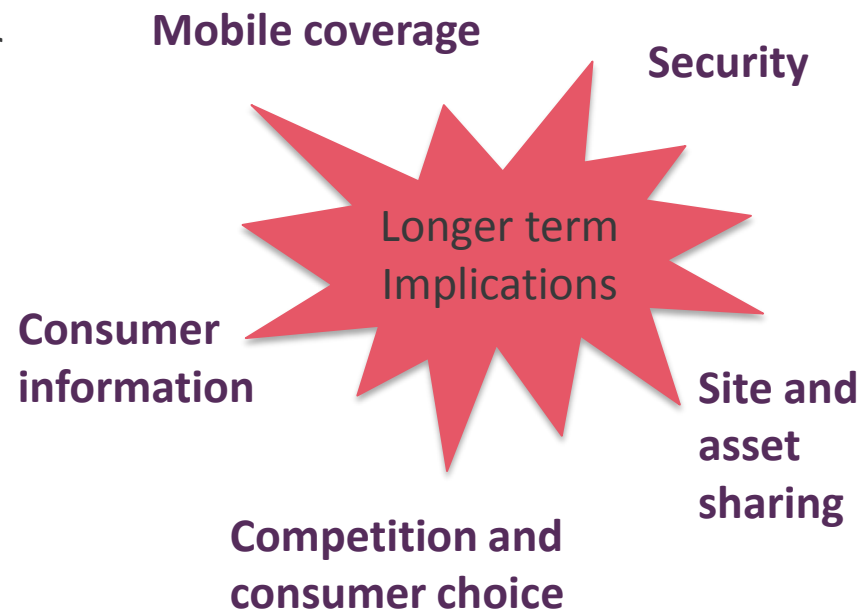 Mobile coverage
Security
Longer term
Implications
Consumer
information
Site and
asset
sharing
Competition and
consumer choice